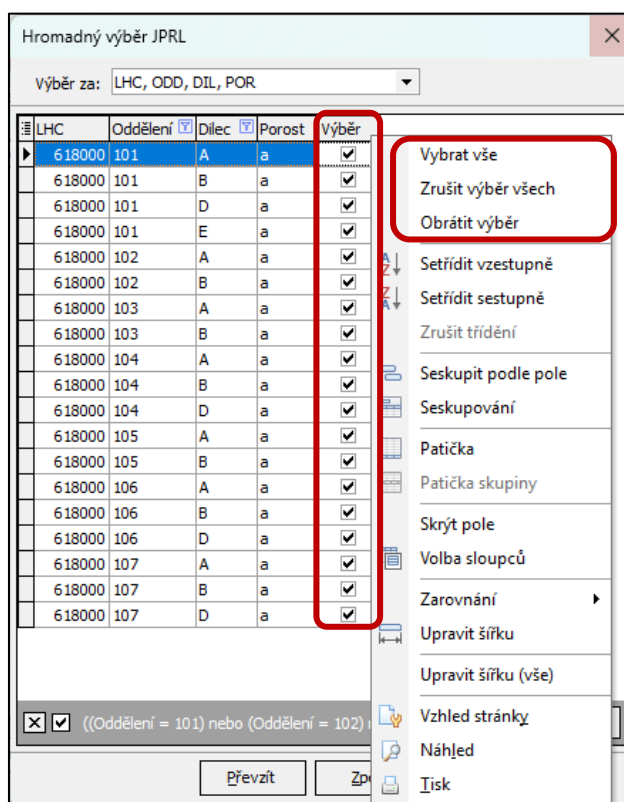 Hromadný výběr JPRL
Výběr za: LHC, ODD, DIL, POR
LHC Oddělení Dilec Porost Výběr
618000 101 A a
618000 101 B a
618000 101 D a
618000 101 E a
618000 102 A a
618000 102 B a
618000 103 A a
618000 103 B a
618000 104 A a
618000 104 B a
618000 104 D a
618000 105 A a
618000 105 B a
618000 106 A a
618000 106 B a
618000 106 D a
618000 107 A a
618000 107 B a
618000 107 D a
Vybrat vše
Zrušit výběr všech
Obrátit výběr
Setřídit vzestupně
Setřídit sestupně
Zrušit třídění
Seskupit podle pole
Seskupování
Patička
Patička skupiny
Skrýt pole
Volba sloupců
Zarovnání
Upravit šířku
Upravit šířku (vše)
Vzhled stránky
Náhled
Tisk
((Oddělení = 101) nebo (Oddělení = 102)
Převzít